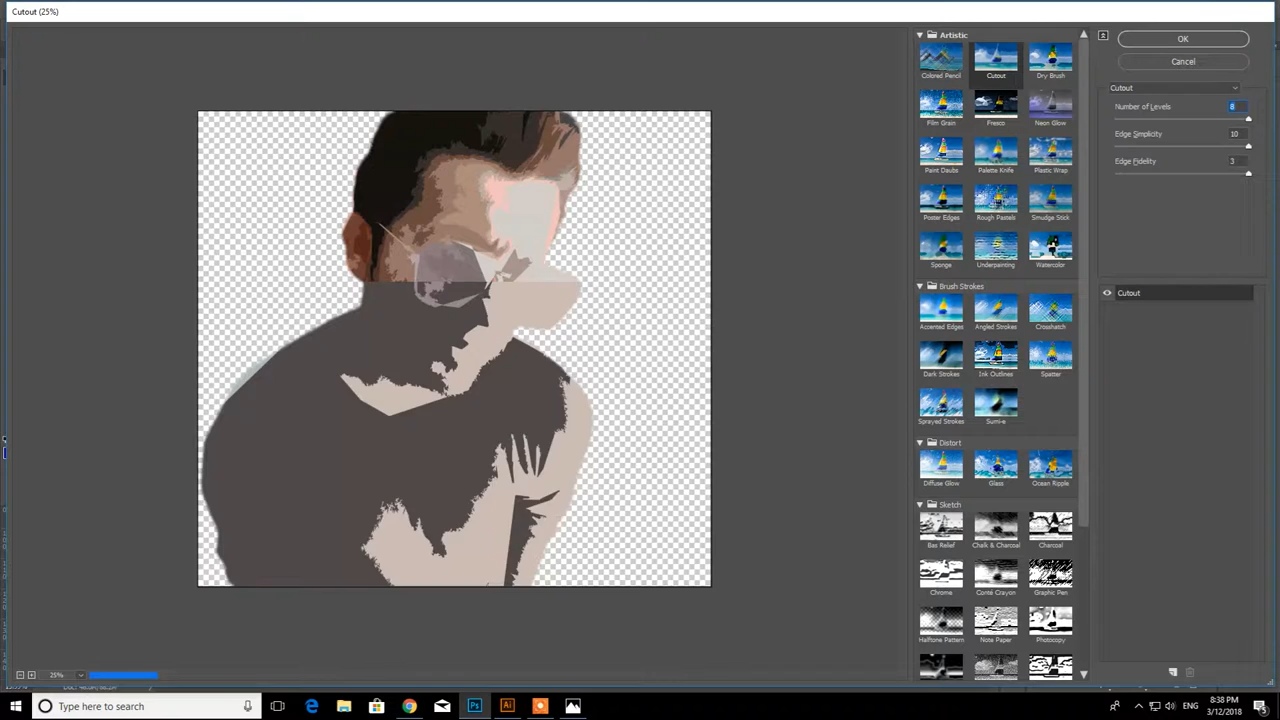 Cutout (25%)
Artistic
Colored Pencil
Cutout
Dry Brush
Film Grain
Fresco
Neon Glow
Paint Daubs
Palette Knife
Plastic Wrap
Poster Edges
Rough Pastels
Smudge Stick
Sponge
Underpainting
Watercolor
Brush Strokes
Accented Edges
Angled Strokes
Crosshatch
Dark Strokes
Ink Outlines
Spatter
Sprayed Strokes
Sumi-e
Distort
Diffuse Glow
Glass
Ocean Ripple
Sketch
Bas Relief
Chalk & Charcoal
Charcoal
Chrome
Conté Crayon
Graphic Pen
Halftone Pattern
Note Paper
Photocopy
OK
Cancel
Cutout
Number of Levels 8
Edge Simplicity 10
Edge Fidelity 3
Cutout
25%
Type here to search
Ps
Ai
8:38 PM
3/12/2018
5